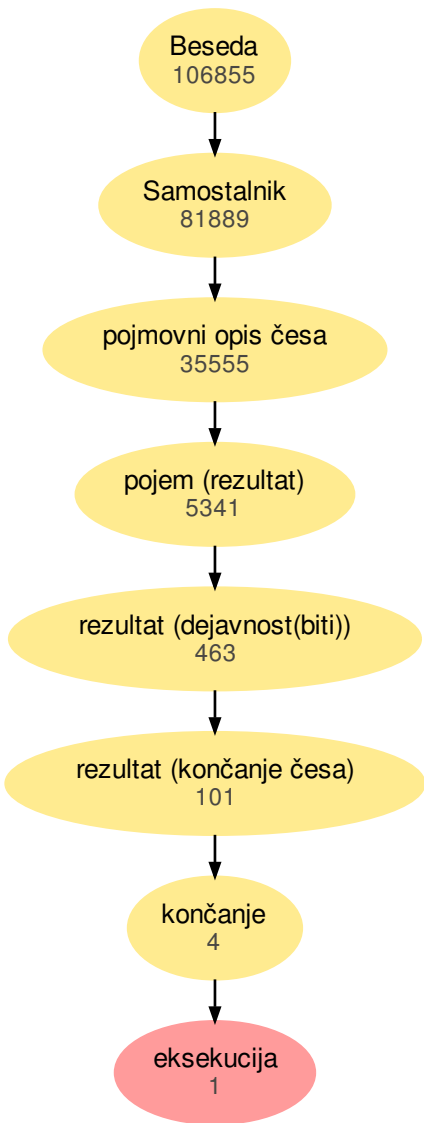 Beseda
106855
Samostalnik
81889
pojmovni opis česa
35555
pojem (rezultat)
5341
rezultat (dejavnost(biti))
463
rezultat (končanje česa)
101
končanje
4
eksekucija
1